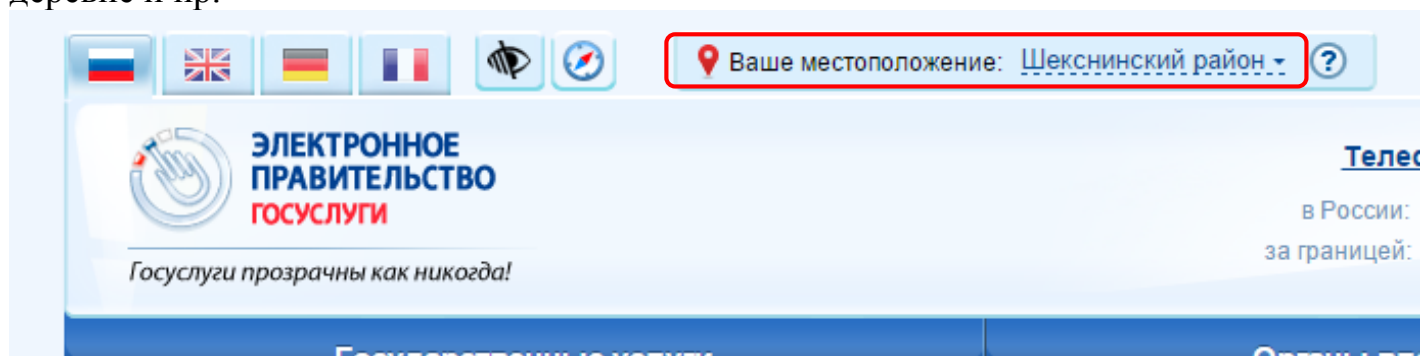 Ваше местоположение: Шекснинский район ?
ЭЛЕКТРОННОЕ
ПРАВИТЕЛЬСТВО
ГОСУСЛУГИ
в России:
за границей:
Госуслуги прозрачны как никогда!